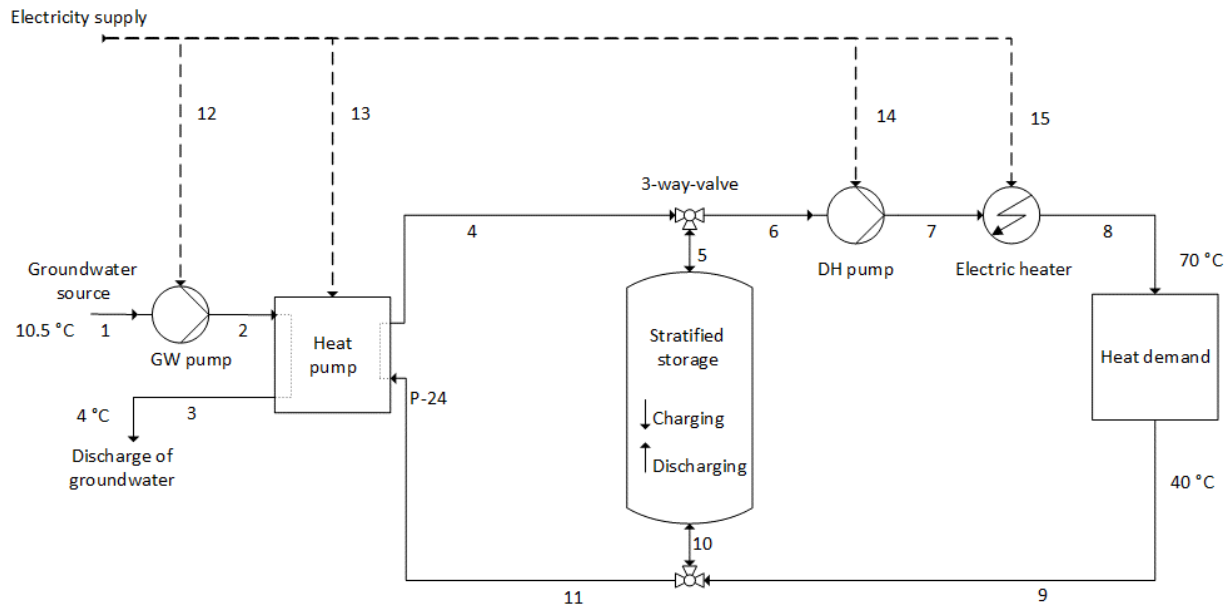 Electricity supply
12
13
14
15
3-way-valve
4
6
7
8
5
Groundwater
source
DH pump
Electric heater
70 °C
10.5 °C
1
2
Stratified
storage
GW pump
Heat
pump
Heat demand
P-24
4 °C
3
Charging
Discharge of
groundwater
Discharging
40 °C
10
11
9